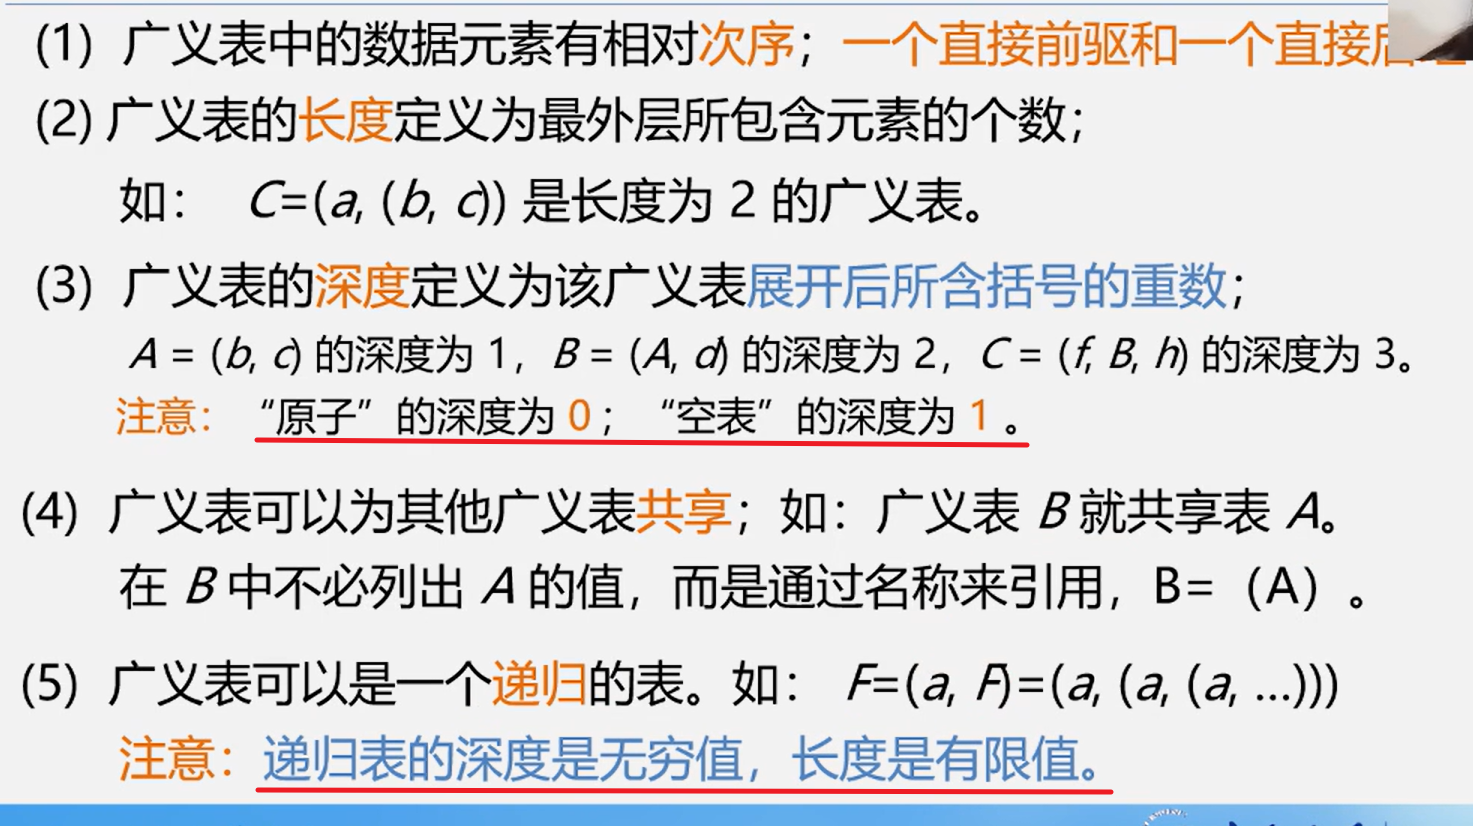 (1) 广义表中的数据元素有相对次序；一个直接前驱和一个直接后
(2) 广义表的长度定义为最外层所包含元素的个数；
如： C=(a, (b, c)) 是长度为 2 的广义表。
(3) 广义表的深度定义为该广义表展开后所含括号的重数；
A = (b, c) 的深度为 1，B = (A, d) 的深度为 2，C = (f, B, h) 的深度为 3。
注意：“原子”的深度为 0；“空表”的深度为 1 。
(4) 广义表可以为其他广义表共享；如：广义表 B 就共享表 A。
在 B 中不必列出 A 的值，而是通过名称来引用，B=（A）。
(5) 广义表可以是一个递归的表。如： F=(a, F)=(a, (a, (a, …)))
注意：递归表的深度是无穷值，长度是有限值。